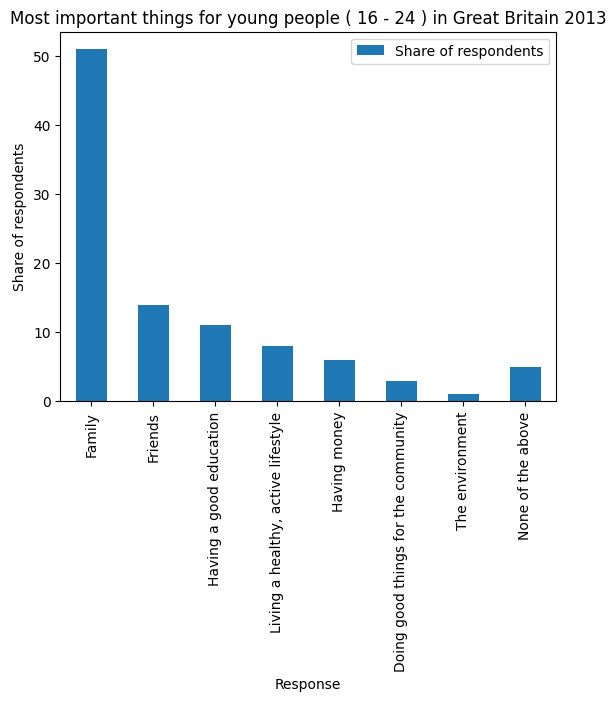 Most important things for young people ( 16 - 24 ) in Great Britain 2013
Share of respondents
Share of respondents
50
40
30
20
10
0
Family
Friends
Having a good education
Living a healthy, active lifestyle
Having money
Doing good things for the community
The environment
None of the above
Response